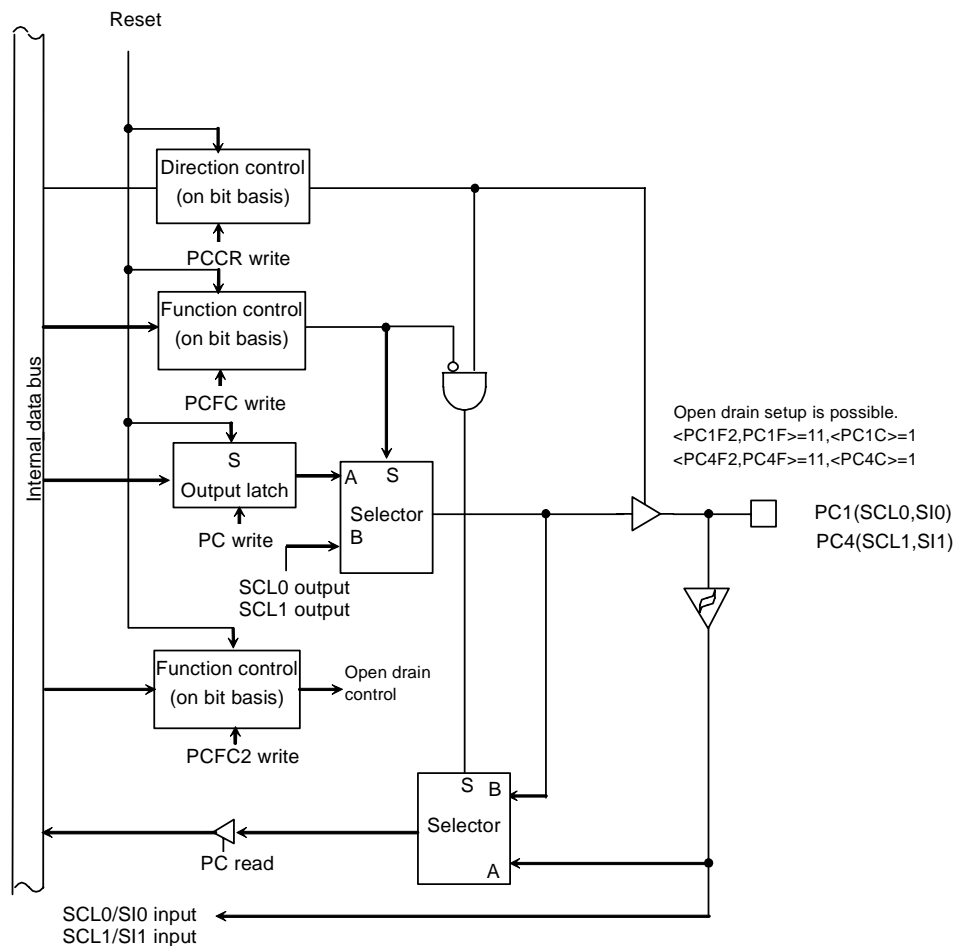 Reset
Direction control
(on bit basis)
PCCR write
Function control
(on bit basis)
PCFC write
Internal data bus
S
Output latch
PC write
A
S
Selector
B
SCL0 output
SCL1 output
Open drain setup is possible.
<PC1F2,PC1F>=11,<PC1C>=1
<PC4F2,PC4F>=11,<PC4C>=1
PC1(SCL0,SI0)
PC4(SCL1,SI1)
Function control
(on bit basis)
Open drain
control
PCFC2 write
S
B
Selector
A
PC read
SCL0/SI0 input
SCL1/SI1 input